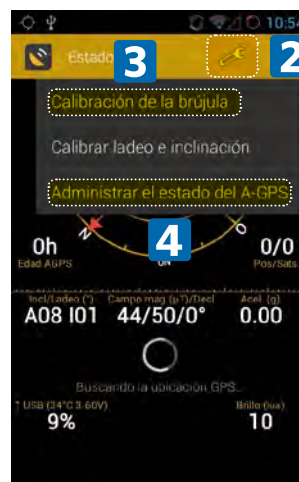 10:54
Estado
3
2
Calibración de la brújula
Calibrar ladeo e inclinación
Administrar el estado del A-GPS
4
N
O
0h
Edad AGPS
ON
0/0
Pos/Sats
Incl/Ladeo (°) Campo mag (µT)/Decl Acel. (g)
A08 I01 44/50/0° 0.00
Buscando la ubicación GPS...
USB (34°C 3.60V) Brillo (lux)
9% 10